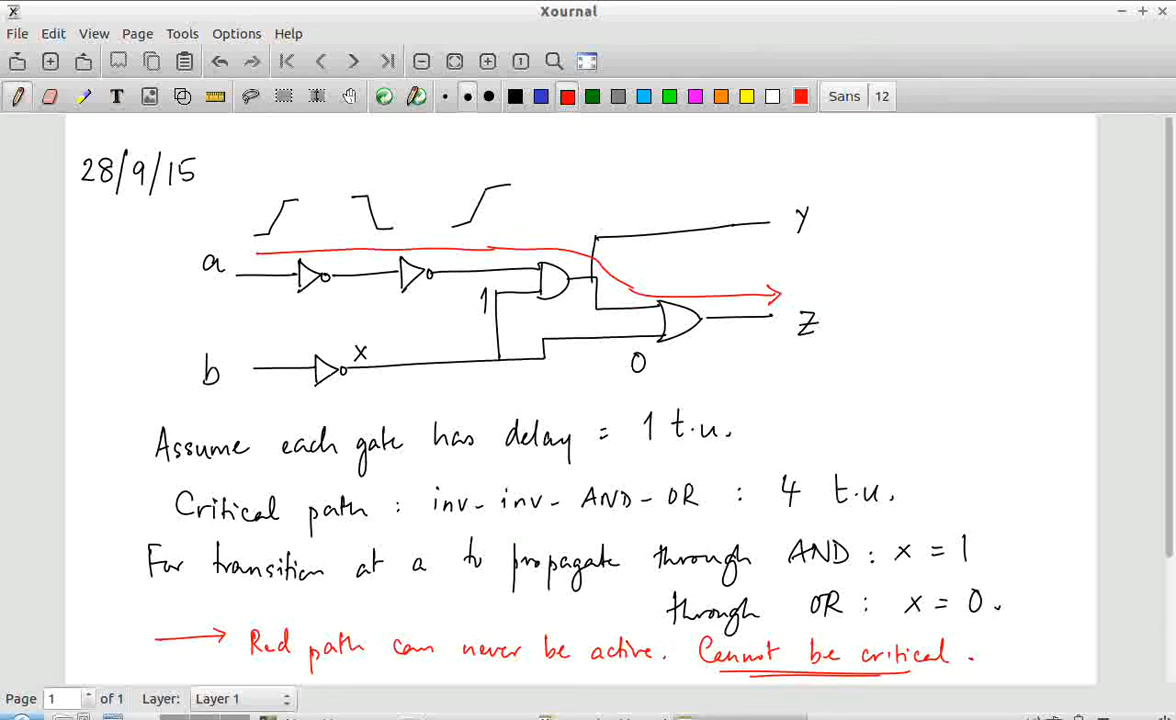 Xournal
File Edit View Page Tools Options Help
Sans 12
28/9/15
a
b
x
1
0
y
z
Assume each gate has delay = 1 t.u.
Critical path : inv- inv- AND - OR : 4 t.u.
For transition at a to propagate through AND : x = 1
through OR : x = 0.
Red path can never be active. Cannot be critical.
Page 1 of 1 Layer: Layer 1